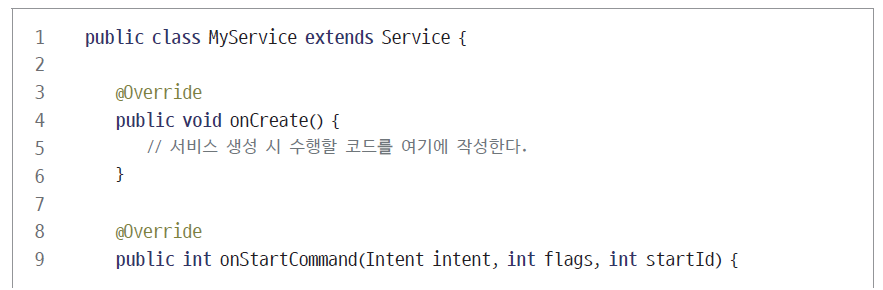 1 public class MyService extends Service {
2
3 @Override
4 public void onCreate() {
5 // 서비스 생성 시 수행할 코드를 여기에 작성한다.
6 }
7
8 @Override
9 public int onStartCommand(Intent intent, int flags, int startId) {